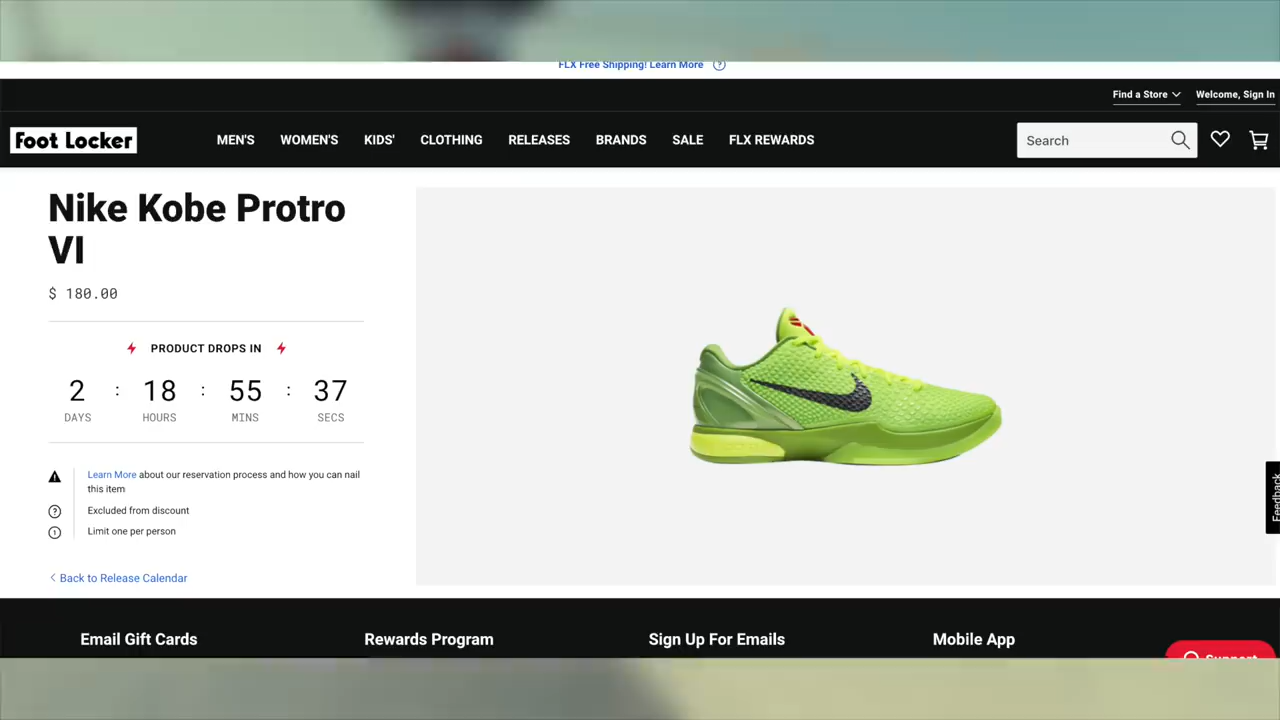 FLX Free Shipping! Learn More ?
Find a Store
Welcome, Sign In
Foot Locker
MEN'S
WOMEN'S
KIDS'
CLOTHING
RELEASES
BRANDS
SALE
FLX REWARDS
Search
Nike Kobe Protro
VI
$ 180.00
PRODUCT DROPS IN
2 : 18 : 55 : 37
DAYS HOURS MINS SECS
Learn More about our reservation process and how you can nail
this item
? Excluded from discount
1 Limit one per person
Back to Release Calendar
Feedback
Email Gift Cards
Rewards Program
Sign Up For Emails
Mobile App
Support